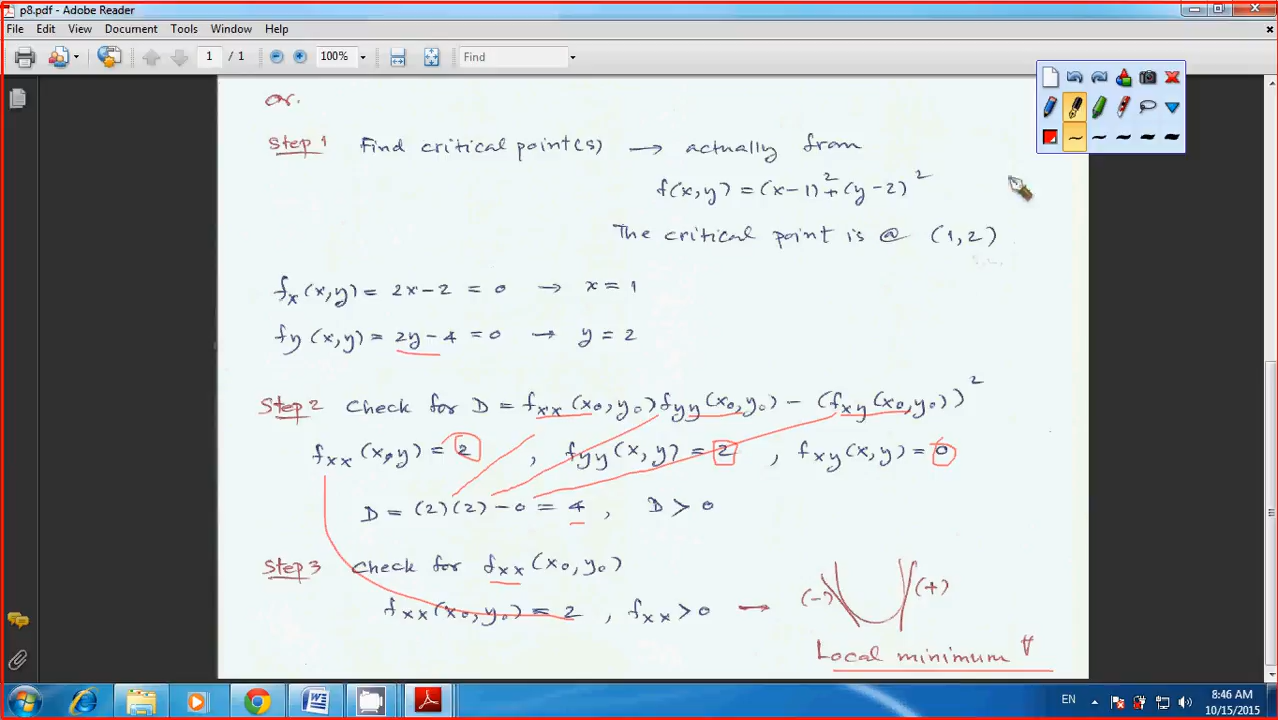 p8.pdf - Adobe Reader
File Edit View Document Tools Window Help
1 / 1 100% Find
or.
Step 1 Find critical point(s) → actually from
f(x,y) = (x-1)² + (y-2)²
The critical point is @ (1,2)
fx(x,y) = 2x-2 = 0 → x = 1
fy(x,y) = 2y-4 = 0 → y = 2
Step 2 Check for D = fxx(x₀,y₀)fyy(x₀,y₀) - (fxy(x₀,y₀))²
fxx(x,y) = 2 , fyy(x,y) = 2 , fxy(x,y) = 0
D = (2)(2) - 0 = 4 , D > 0
Step 3 Check for fxx(x₀,y₀)
(-) (+)
fxx(x₀,y₀) = 2 , fxx > 0 →
Local minimum
EN
8:46 AM
10/15/2015